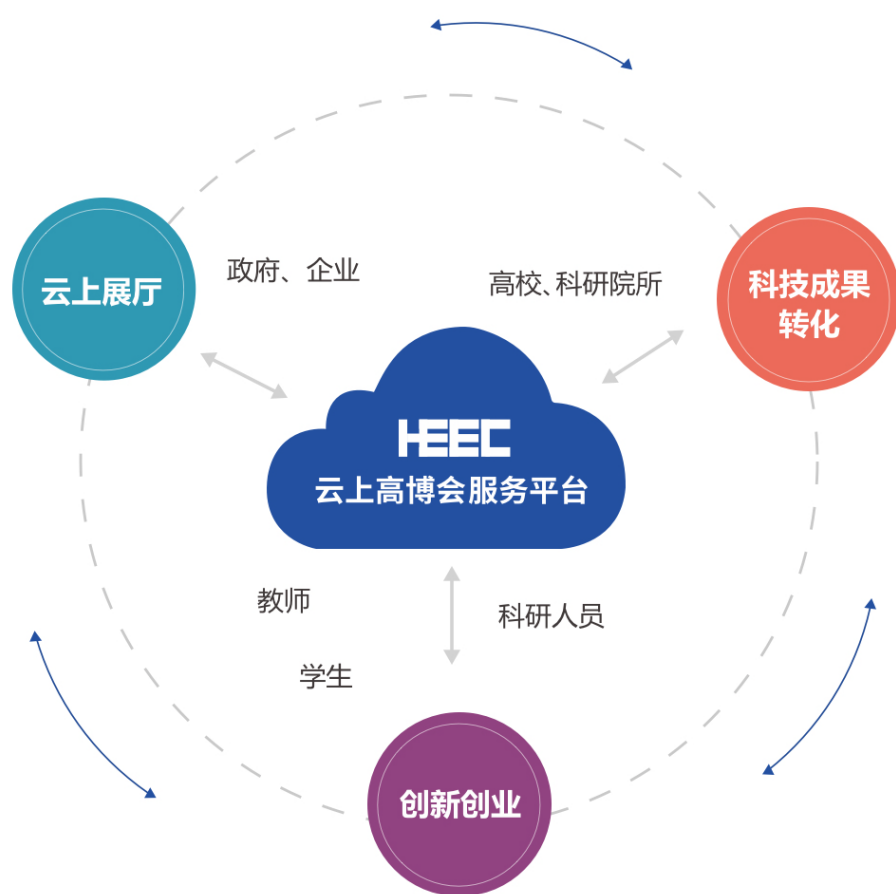 政府、企业
高校、科研院所
云上展厅
科技成果
转化
HEEC
云上高博会服务平台
教师
科研人员
学生
创新创业